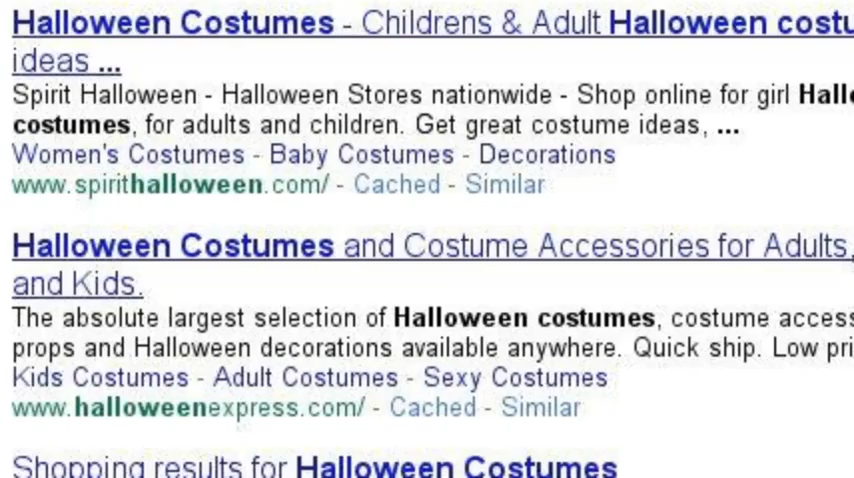 Halloween Costumes - Childrens & Adult Halloween costu
ideas ...
Spirit Halloween - Halloween Stores nationwide - Shop online for girl Hallo
costumes, for adults and children. Get great costume ideas, ...
Women's Costumes - Baby Costumes - Decorations
www.spirithalloween.com/ - Cached - Similar
Halloween Costumes and Costume Accessories for Adults,
and Kids.
The absolute largest selection of Halloween costumes, costume access
props and Halloween decorations available anywhere. Quick ship. Low pri
Kids Costumes - Adult Costumes - Sexy Costumes
www.halloweenexpress.com/ - Cached - Similar
Shopping results for Halloween Costumes